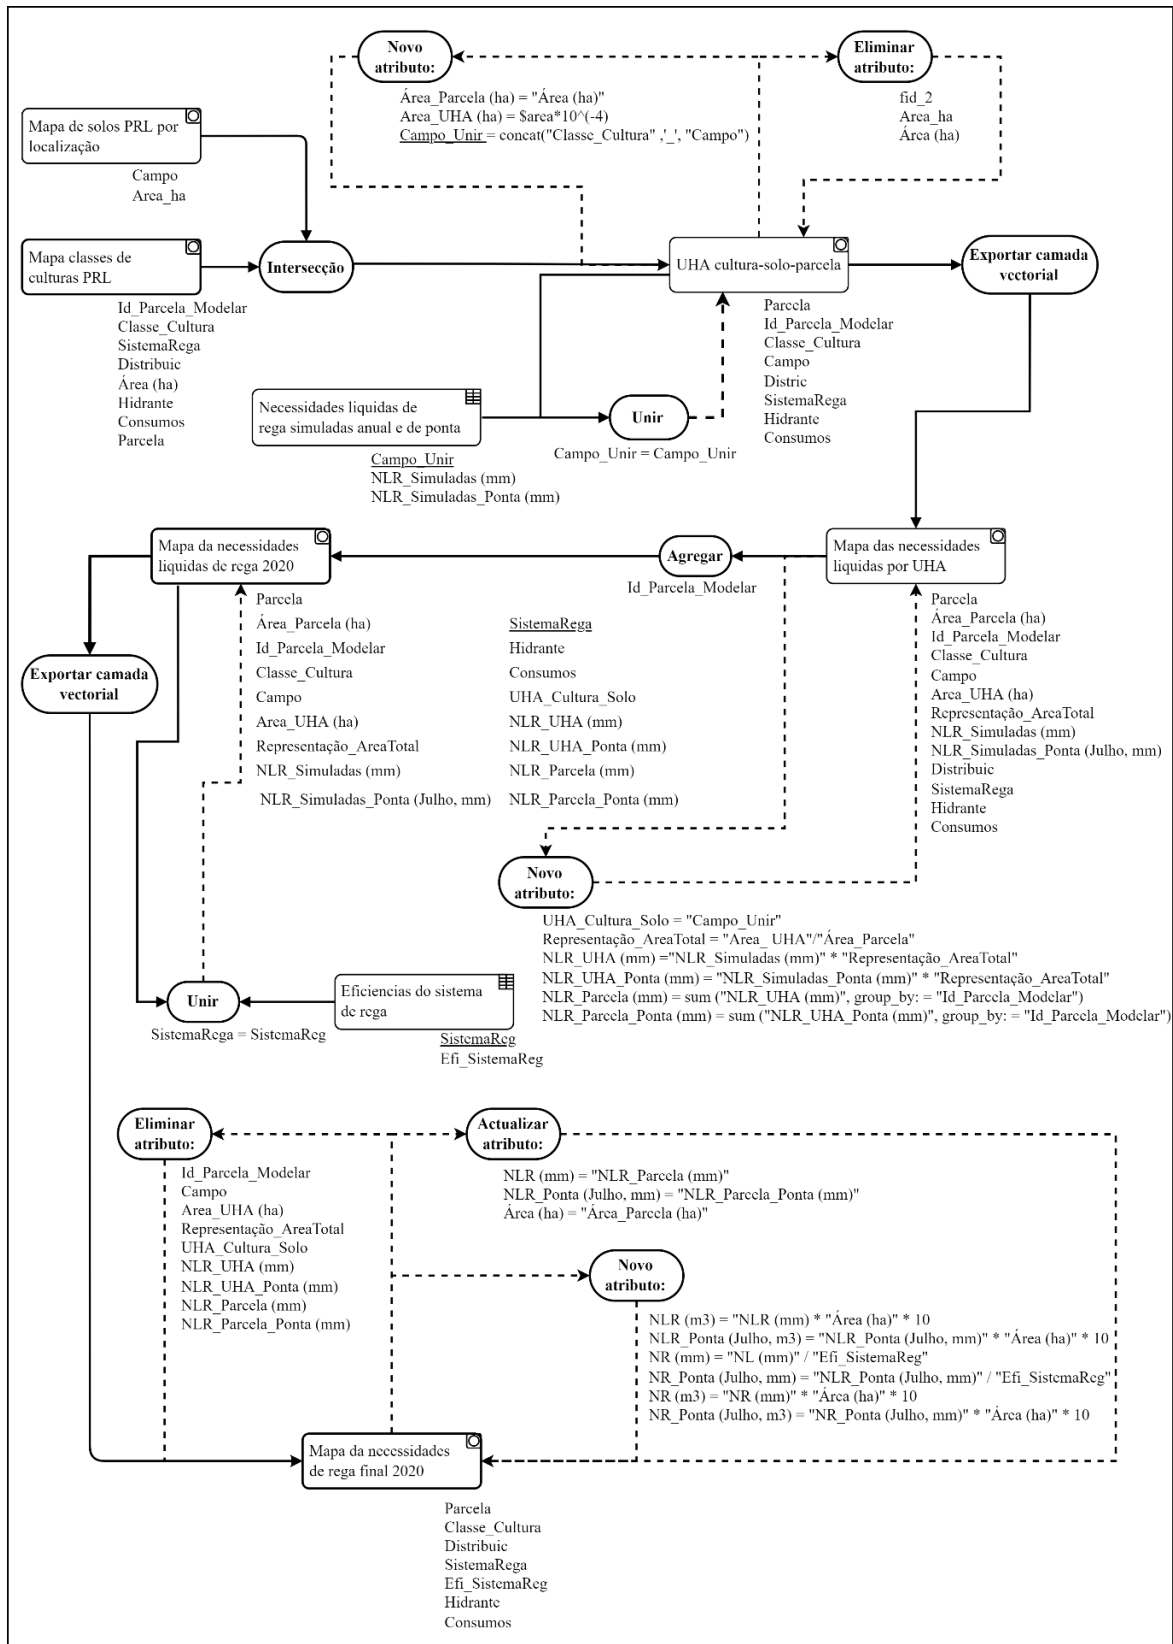 Novo
atributo:
Eliminar
atributo:
Área_Parcela (ha) = "Área (ha)"
Area_UHA (ha) = $area*10^(-4)
Campo_Unir = concat("Classe_Cultura" ,'_', "Campo")
fid_2
Area_ha
Área (ha)
Mapa de solos PRL por
localização
Campo
Area_ha
Mapa classes de
culturas PRL
Intersecção
UHA cultura-solo-parcela
Exportar camada
vectorial
Id_Parcela_Modelar
Classe_Cultura
SistemaRega
Distribuic
Área (ha)
Hidrante
Consumos
Parcela
Parcela
Id_Parcela_Modelar
Classe_Cultura
Campo
Distric
SistemaRega
Hidrante
Consumos
Necessidades liquidas de
rega simuladas anual e de ponta
Unir
Campo_Unir = Campo_Unir
Campo_Unir
NLR_Simuladas (mm)
NLR_Simuladas_Ponta (mm)
Mapa da necessidades
liquidas de rega 2020
Agregar
Id_Parcela_Modelar
Mapa das necessidades
liquidas por UHA
Parcela
Área_Parcela (ha)
Id_Parcela_Modelar
Classe_Cultura
Campo
Area_UHA (ha)
Representação_AreaTotal
NLR_Simuladas (mm)
NLR_Simuladas_Ponta (Julho, mm)
SistemaRega
Hidrante
Consumos
UHA_Cultura_Solo
NLR_UHA (mm)
NLR_UHA_Ponta (mm)
NLR_Parcela (mm)
NLR_Parcela_Ponta (mm)
Parcela
Área_Parcela (ha)
Id_Parcela_Modelar
Classe_Cultura
Campo
Area_UHA (ha)
Representação_AreaTotal
NLR_Simuladas (mm)
NLR_Simuladas_Ponta (Julho, mm)
Distribuic
SistemaRega
Hidrante
Consumos
Exportar camada
vectorial
Novo
atributo:
UHA_Cultura_Solo = "Campo_Unir"
Representação_AreaTotal = "Area_ UHA"/"Área_Parcela"
NLR_UHA (mm) ="NLR_Simuladas (mm)" * "Representação_AreaTotal"
NLR_UHA_Ponta (mm) = "NLR_Simuladas_Ponta (mm)" * "Representação_AreaTotal"
NLR_Parcela (mm) = sum ("NLR_UHA (mm)", group_by: = "Id_Parcela_Modelar")
NLR_Parcela_Ponta (mm) = sum ("NLR_UHA_Ponta (mm)", group_by: = "Id_Parcela_Modelar")
Unir
SistemaRega = SistemaReg
Eficiencias do sistema
de rega
SistemaReg
Efi_SistemaReg
Eliminar
atributo:
Actualizar
atributo:
Id_Parcela_Modelar
Campo
Area_UHA (ha)
Representação_AreaTotal
UHA_Cultura_Solo
NLR_UHA (mm)
NLR_UHA_Ponta (mm)
NLR_Parcela (mm)
NLR_Parcela_Ponta (mm)
NLR (mm) = "NLR_Parcela (mm)"
NLR_Ponta (Julho, mm) = "NLR_Parcela_Ponta (mm)"
Área (ha) = "Área_Parcela (ha)"
Novo
atributo:
NLR (m3) = "NLR (mm) * "Área (ha)" * 10
NLR_Ponta (Julho, m3) = "NLR_Ponta (Julho, mm)" * "Área (ha)" * 10
NR (mm) = "NL (mm)" / "Efi_SistemaReg"
NR_Ponta (Julho, mm) = "NLR_Ponta (Julho, mm)" / "Efi_SistemaReg"
NR (m3) = "NR (mm)" * "Área (ha)" * 10
NR_Ponta (Julho, m3) = "NR_Ponta (Julho, mm)" * "Área (ha)" * 10
Mapa da necessidades
de rega final 2020
Parcela
Classe_Cultura
Distribuic
SistemaRega
Efi_SistemaReg
Hidrante
Consumos